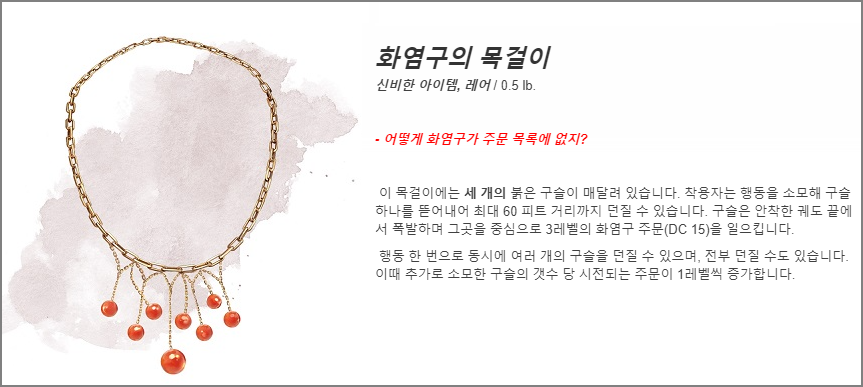 화염구의 목걸이
신비한 아이템, 레어 / 0.5 lb.
- 어떻게 화염구가 주문 목록에 없지?
이 목걸이에는 세 개의 붉은 구슬이 매달려 있습니다. 착용자는 행동을 소모해 구슬
하나를 뜯어내어 최대 60 피트 거리까지 던질 수 있습니다. 구슬은 안착한 궤도 끝에
서 폭발하며 그곳을 중심으로 3레벨의 화염구 주문(DC 15)을 일으킵니다.
행동 한 번으로 동시에 여러 개의 구슬을 던질 수 있으며, 전부 던질 수도 있습니다.
이때 추가로 소모한 구슬의 갯수 당 시전되는 주문이 1레벨씩 증가합니다.